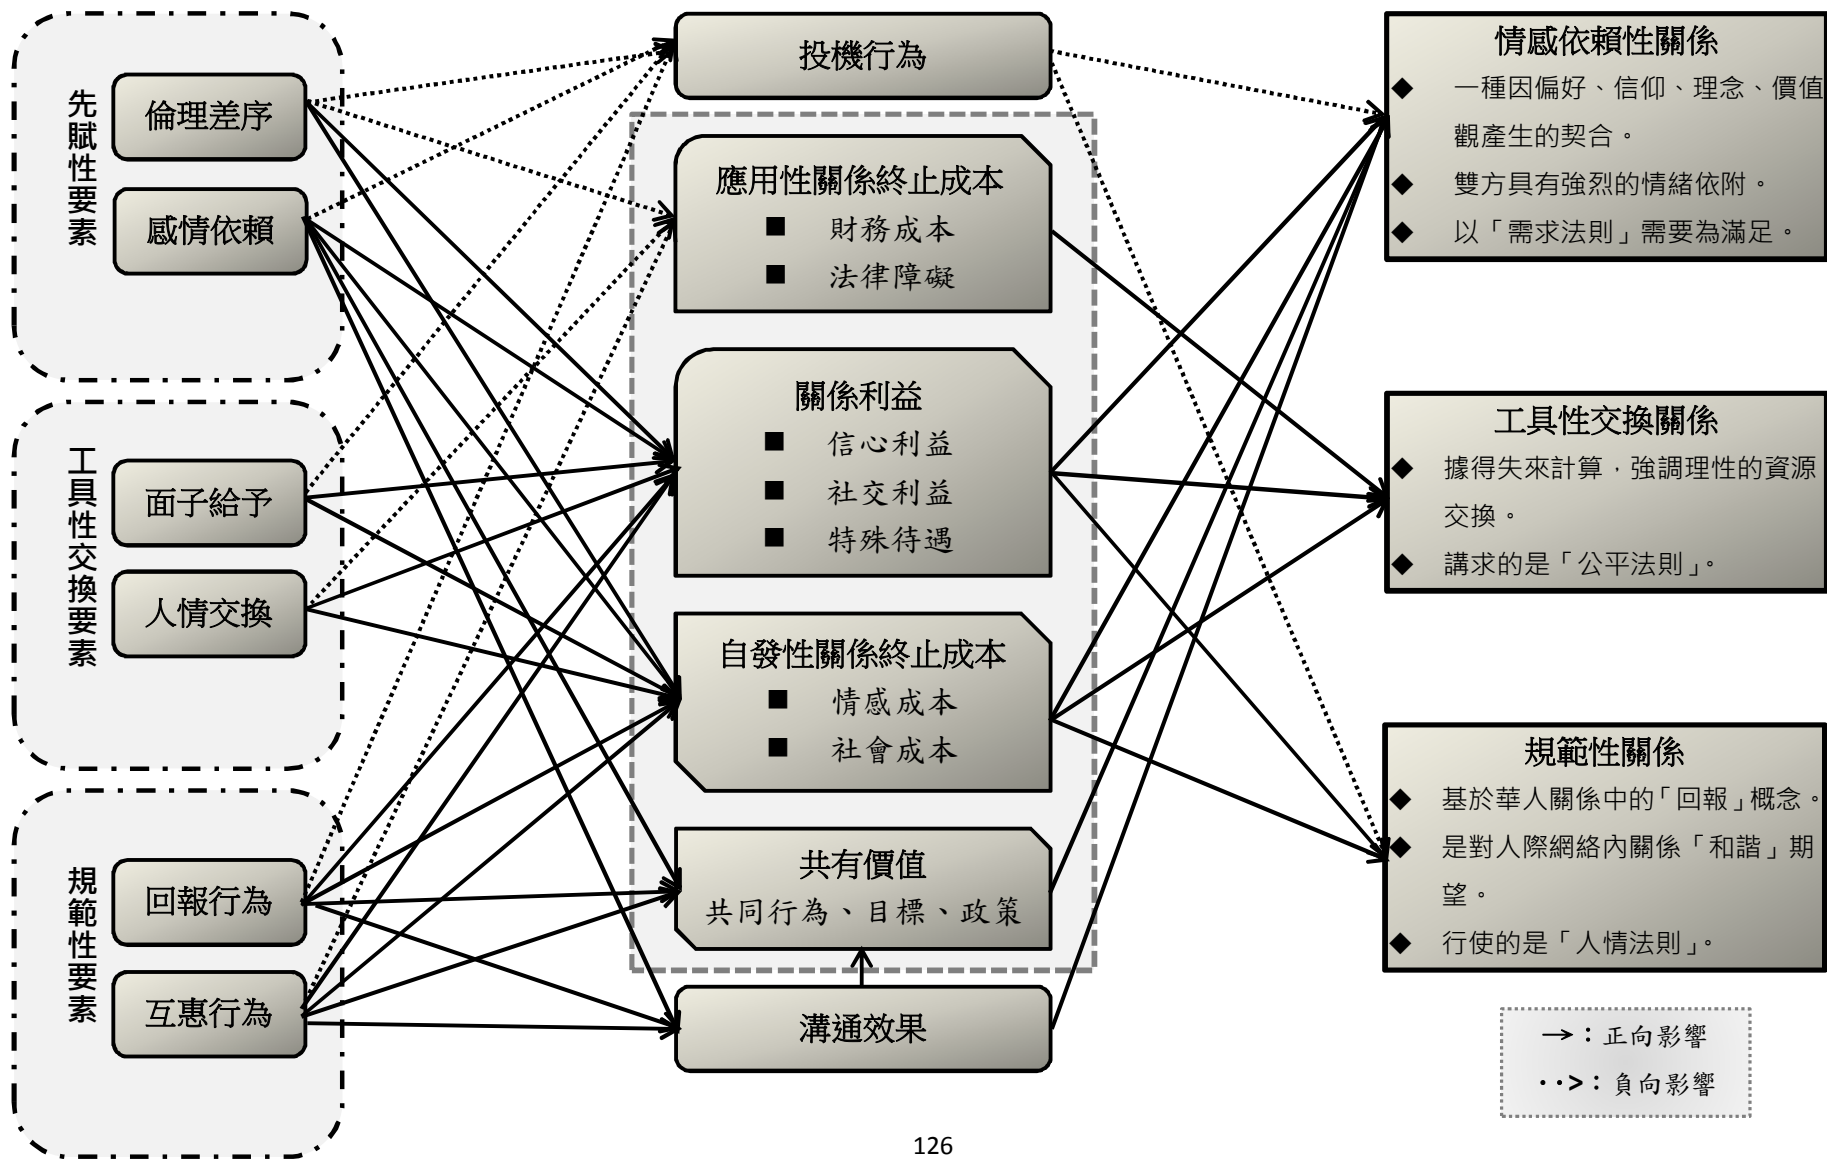 先賦性要素
倫理差序
感情依賴
工具性交換要素
面子給予
人情交換
規範性要素
回報行為
互惠行為
投機行為
應用性關係終止成本
■ 財務成本
■ 法律障礙
關係利益
■ 信心利益
■ 社交利益
■ 特殊待遇
自發性關係終止成本
■ 情感成本
■ 社會成本
共有價值
共同行為、目標、政策
溝通效果
情感依賴性關係
◆ 一種因偏好、信仰、理念、價值
觀產生的契合。
◆ 雙方具有強烈的情緒依附。
◆ 以「需求法則」需要為滿足。
工具性交換關係
◆ 據得失來計算，強調理性的資源
交換。
◆ 講求的是「公平法則」。
規範性關係
◆ 基於華人關係中的「回報」概念。
◆ 是對人際網絡內關係「和諧」期
望。
◆ 行使的是「人情法則」。
→：正向影響
··>：負向影響
126